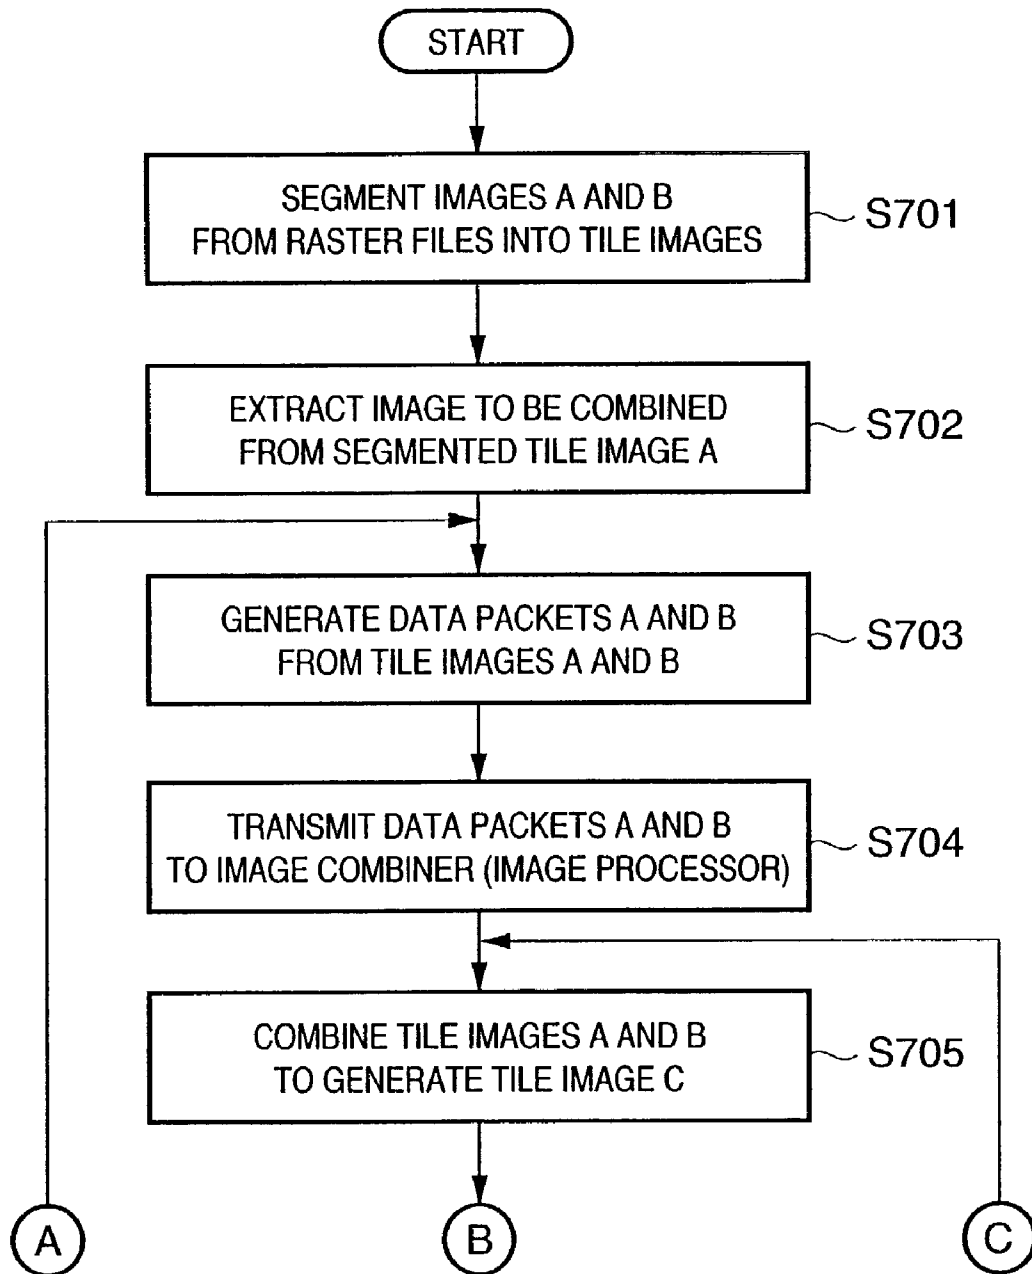 START
SEGMENT IMAGES A AND B
FROM RASTER FILES INTO TILE IMAGES
S701
EXTRACT IMAGE TO BE COMBINED
FROM SEGMENTED TILE IMAGE A
S702
GENERATE DATA PACKETS A AND B
FROM TILE IMAGES A AND B
S703
TRANSMIT DATA PACKETS A AND B
TO IMAGE COMBINER (IMAGE PROCESSOR)
S704
COMBINE TILE IMAGES A AND B
TO GENERATE TILE IMAGE C
S705
A
B
C